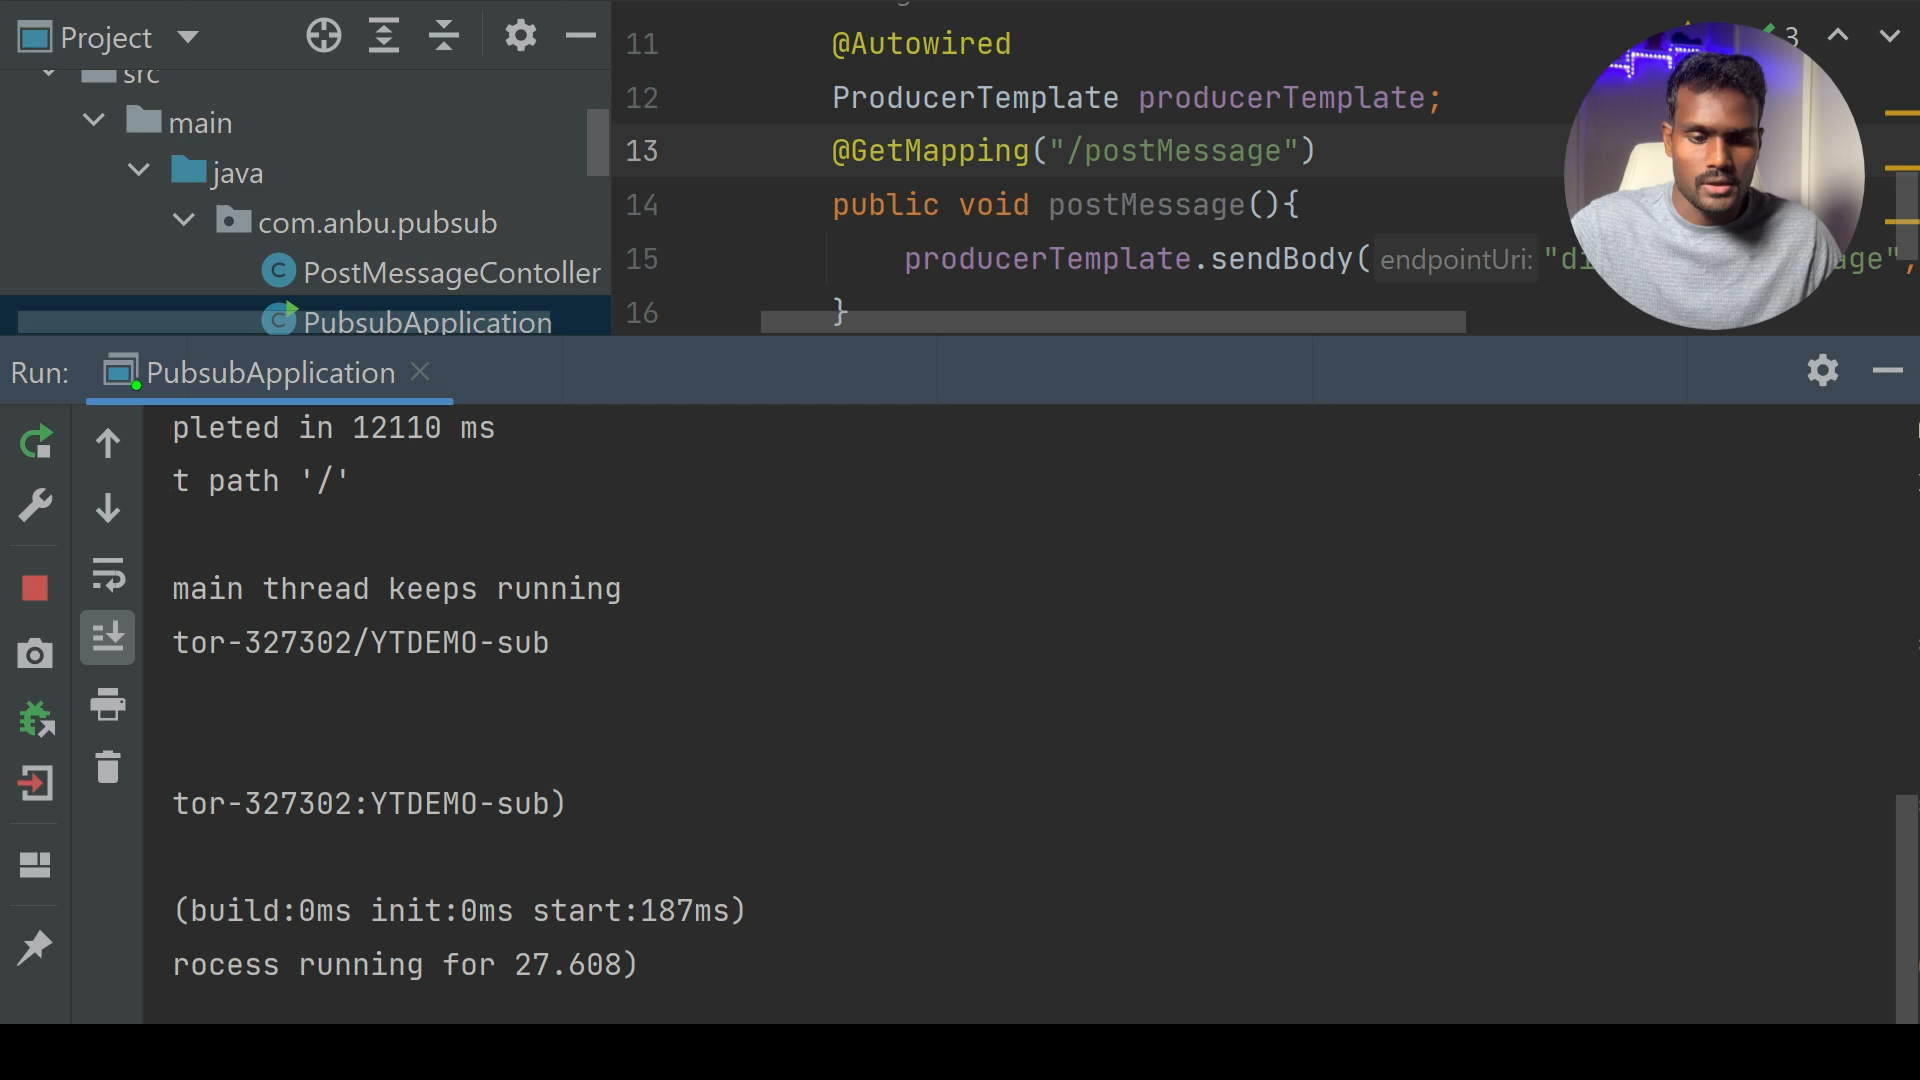 Project
src
main
java
com.anbu.pubsub
PostMessageContoller
PubsubApplication
11 @Autowired
12 ProducerTemplate producerTemplate;
13 @GetMapping("/postMessage")
14 public void postMessage(){
15 producerTemplate.sendBody( endpointUri: "di age",
16 }
3
Run: PubsubApplication
pleted in 12110 ms
t path '/'
main thread keeps running
tor-327302/YTDEMO-sub
tor-327302:YTDEMO-sub)
(build:0ms init:0ms start:187ms)
rocess running for 27.608)